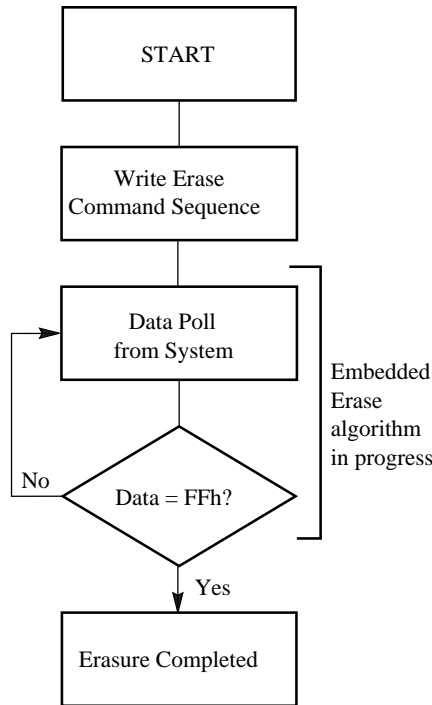 START
Write Erase
Command Sequence
Data Poll
from System
Embedded
Erase
algorithm
in progress
No
Data = FFh?
Yes
Erasure Completed